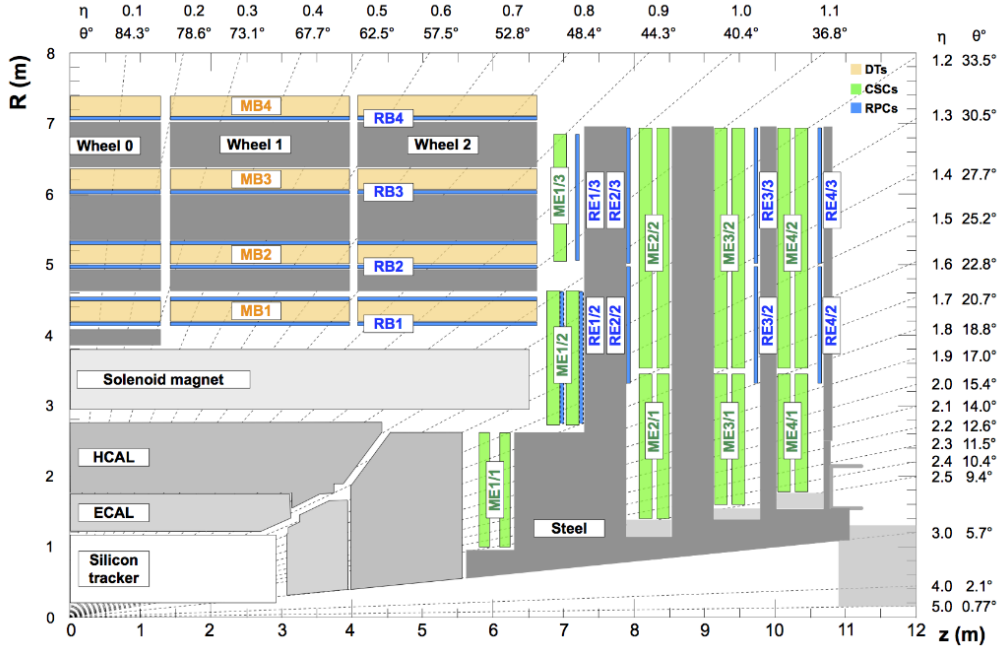 η 0.1 0.2 0.3 0.4 0.5 0.6 0.7 0.8 0.9 1.0 1.1
θ° 84.3° 78.6° 73.1° 67.7° 62.5° 57.5° 52.8° 48.4° 44.3° 40.4° 36.8° η θ°
R (m)
8
7
6
5
4
3
2
1
0
1.2 33.5°
1.3 30.5°
1.4 27.7°
1.5 25.2°
1.6 22.8°
1.7 20.7°
1.8 18.8°
1.9 17.0°
2.0 15.4°
2.1 14.0°
2.2 12.6°
2.3 11.5°
2.4 10.4°
2.5 9.4°
3.0 5.7°
4.0 2.1°
5.0 0.77°
DTs
CSCs
RPCs
MB4
RB4
Wheel 0
Wheel 1
Wheel 2
MB3
RB3
MB2
RB2
MB1
RB1
Solenoid magnet
HCAL
ECAL
Silicon
tracker
Steel
ME1/3
RE1/3
RE2/3
ME2/2
ME3/2
RE3/3
ME4/2
RE4/3
ME1/2
RE1/2
RE2/2
RE3/2
RE4/2
ME1/1
ME2/1
ME3/1
ME4/1
0 1 2 3 4 5 6 7 8 9 10 11 12
z (m)